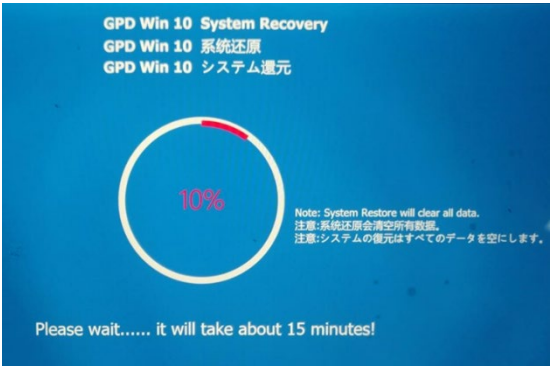 GPD Win 10 System Recovery
GPD Win 10 系统还原
GPD Win 10 システム還元
10%
Note: System Restore will clear all data.
注意:系统还原会清空所有数据。
注意:システムの復元はすべてのデータを空にします。
Please wait...... it will take about 15 minutes!